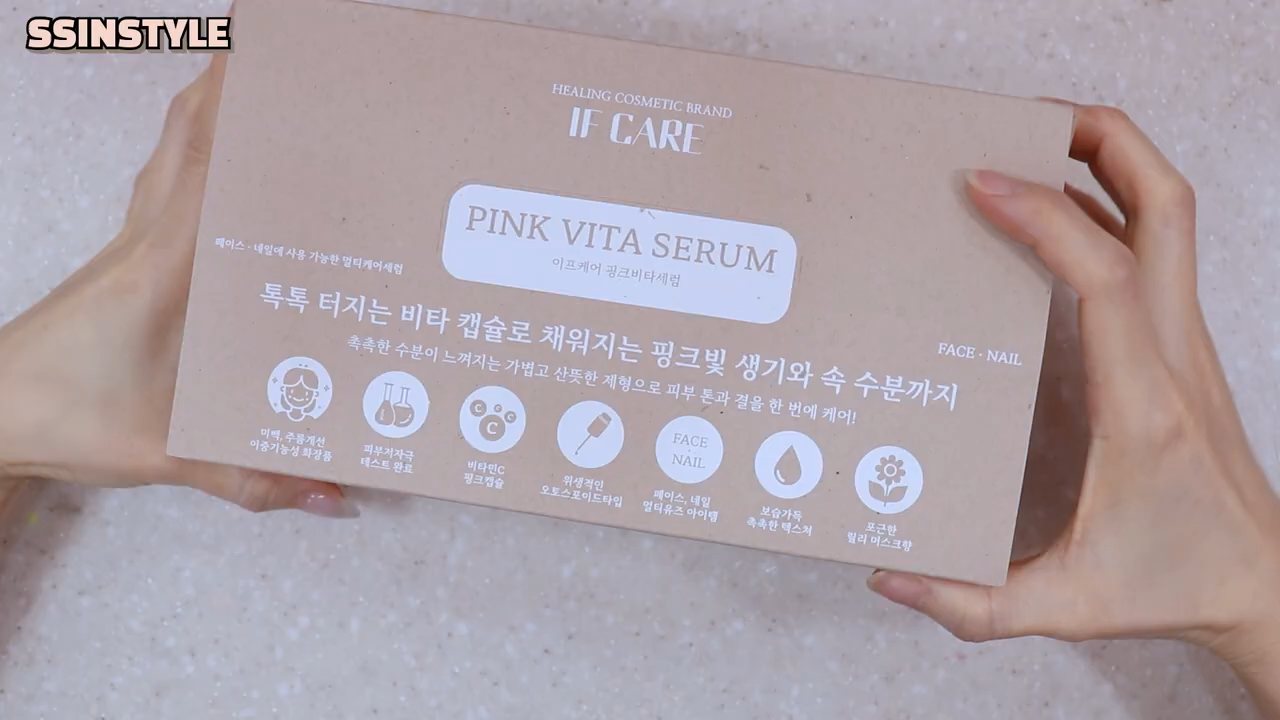 SSINSTYLE
HEALING COSMETIC BRAND
IF CARE
PINK VITA SERUM
이프케어 핑크비타세럼
페이스 · 네일에 사용 가능한 멀티케어세럼
톡톡 터지는 비타 캡슐로 채워지는 핑크빛 생기와 속 수분까지
촉촉한 수분이 느껴지는 가볍고 산뜻한 제형으로 피부 톤과 결을 한 번에 케어!
FACE · NAIL
미백, 주름개선
이중기능성 화장품
피부저자극
테스트 완료
C C C C
C
비타민C
핑크캡슐
위생적인
오토스포이드타입
FACE
·
NAIL
페이스, 네일
멀티유즈 아이템
보습가득
촉촉한 텍스처
포근한
릴리 머스크향